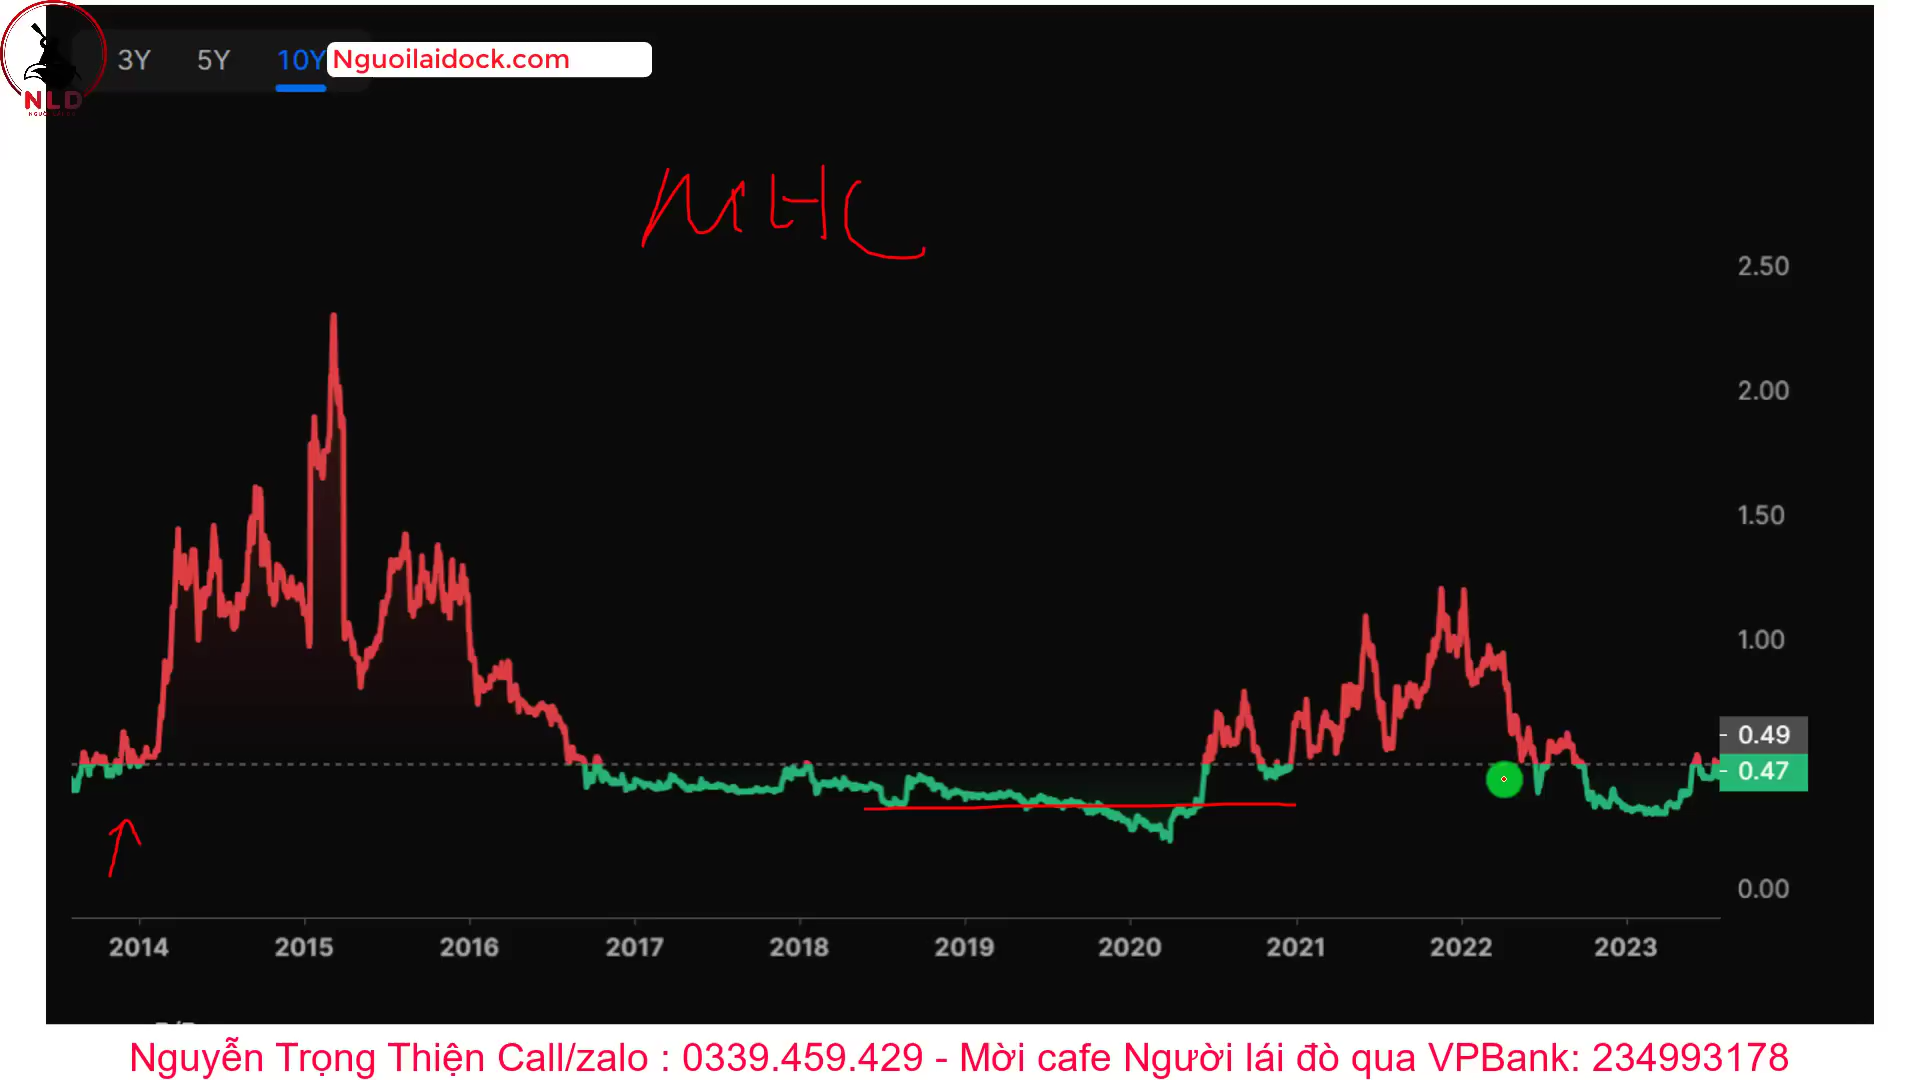 3Y 5Y 10Y Nguoilaidock.com
NLD
MHC
2.50
2.00
1.50
1.00
0.49
0.47
0.00
2014 2015 2016 2017 2018 2019 2020 2021 2022 2023
Nguyễn Trọng Thiện Call/zalo : 0339.459.429 - Mời cafe Người lái đò qua VPBank: 234993178